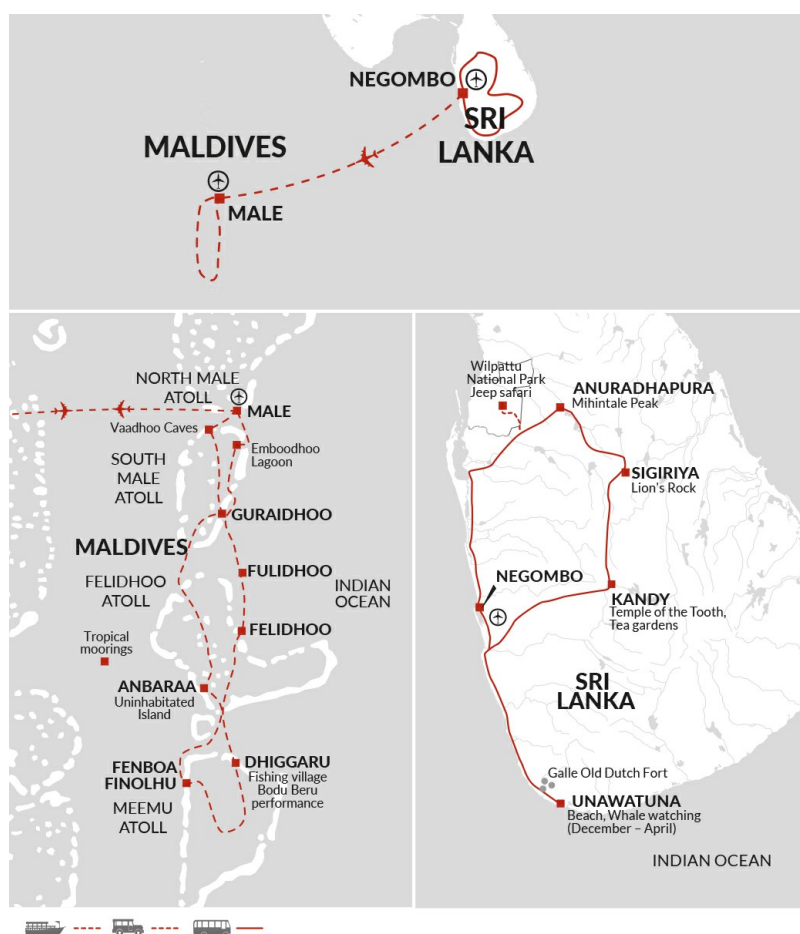 NEGOMBO
SRI
LANKA
MALDIVES
MALE
NORTH MALE
ATOLL
MALE
Vaadhoo Caves
Emboodhoo
Lagoon
SOUTH
MALE
ATOLL
GURAIDHOO
MALDIVES
FULIDHOO
FELIDHOO
ATOLL
INDIAN
OCEAN
Tropical
moorings
FELIDHOO
ANBARAA
Uninhabitated
Island
FENBOA
FINOLHU
DHIGGARU
Fishing village
Bodu Beru
performance
MEEMU
ATOLL
Wilpattu
National Park
Jeep safari
ANURADHAPURA
Mihintale Peak
SIGIRIYA
Lion's Rock
NEGOMBO
KANDY
Temple of the Tooth,
Tea gardens
SRI
LANKA
Galle Old Dutch Fort
UNAWATUNA
Beach, Whale watching
(December – April)
INDIAN OCEAN